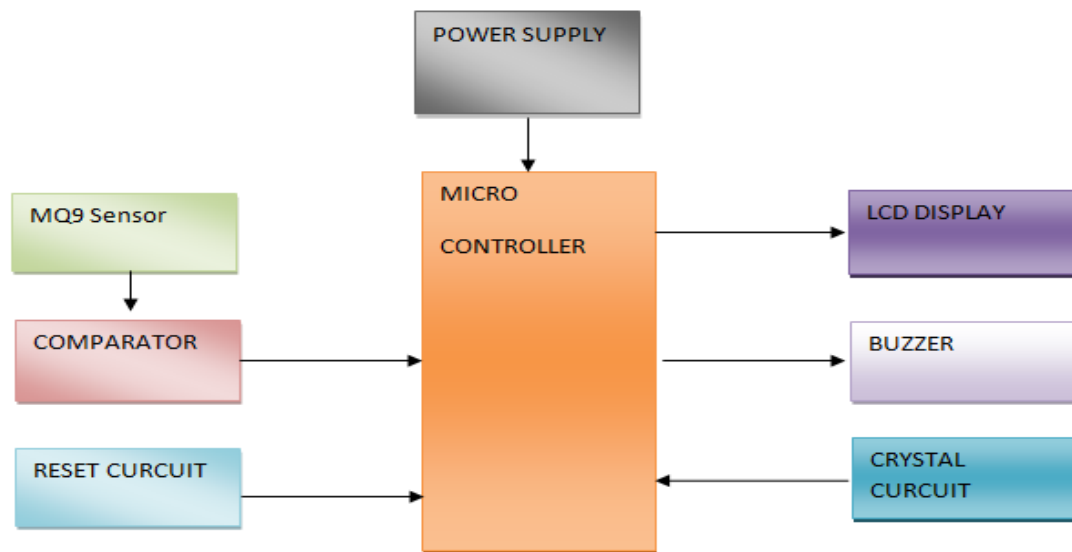 POWER SUPPLY
MQ9 Sensor
MICRO
CONTROLLER
LCD DISPLAY
COMPARATOR
BUZZER
RESET CURCUIT
CRYSTAL
CURCUIT